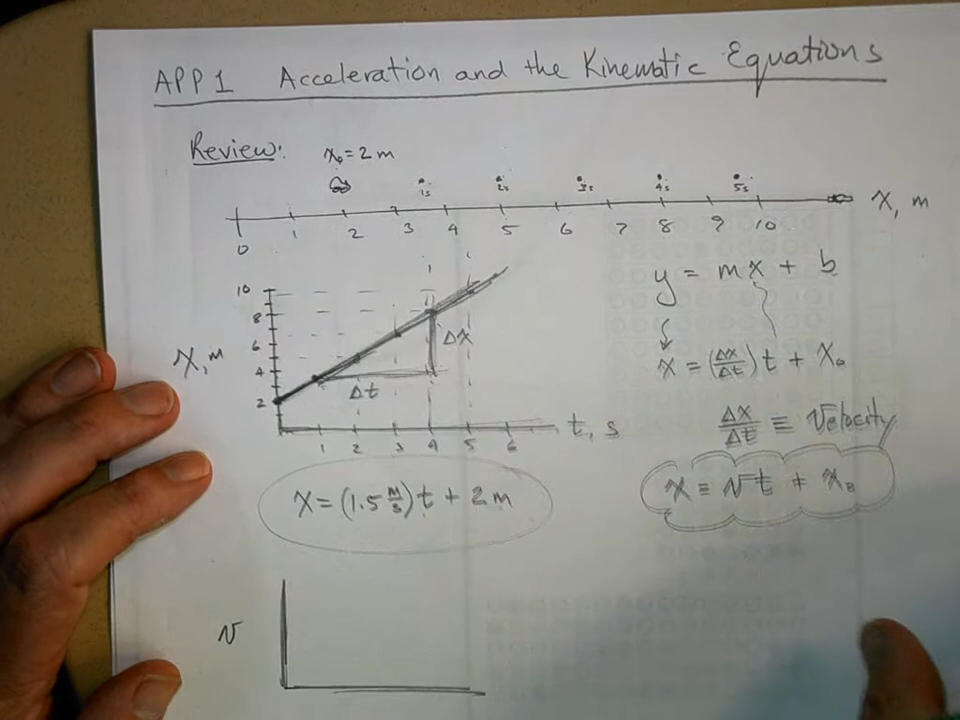 APP 1 Acceleration and the Kinematic Equations
Review: x₀ = 2 m
1s 2s 3s 4s 5s
0 1 2 3 4 5 6 7 8 9 10 X, m
y = mx + b
X = (Δx/Δt) t + X₀
Δx/Δt ≡ velocity
X = vt + X₀
10
8
6
4
2
X, m
Δx
Δt
1 2 3 4 5 6 t, s
X = (1.5 m/s) t + 2 m
v